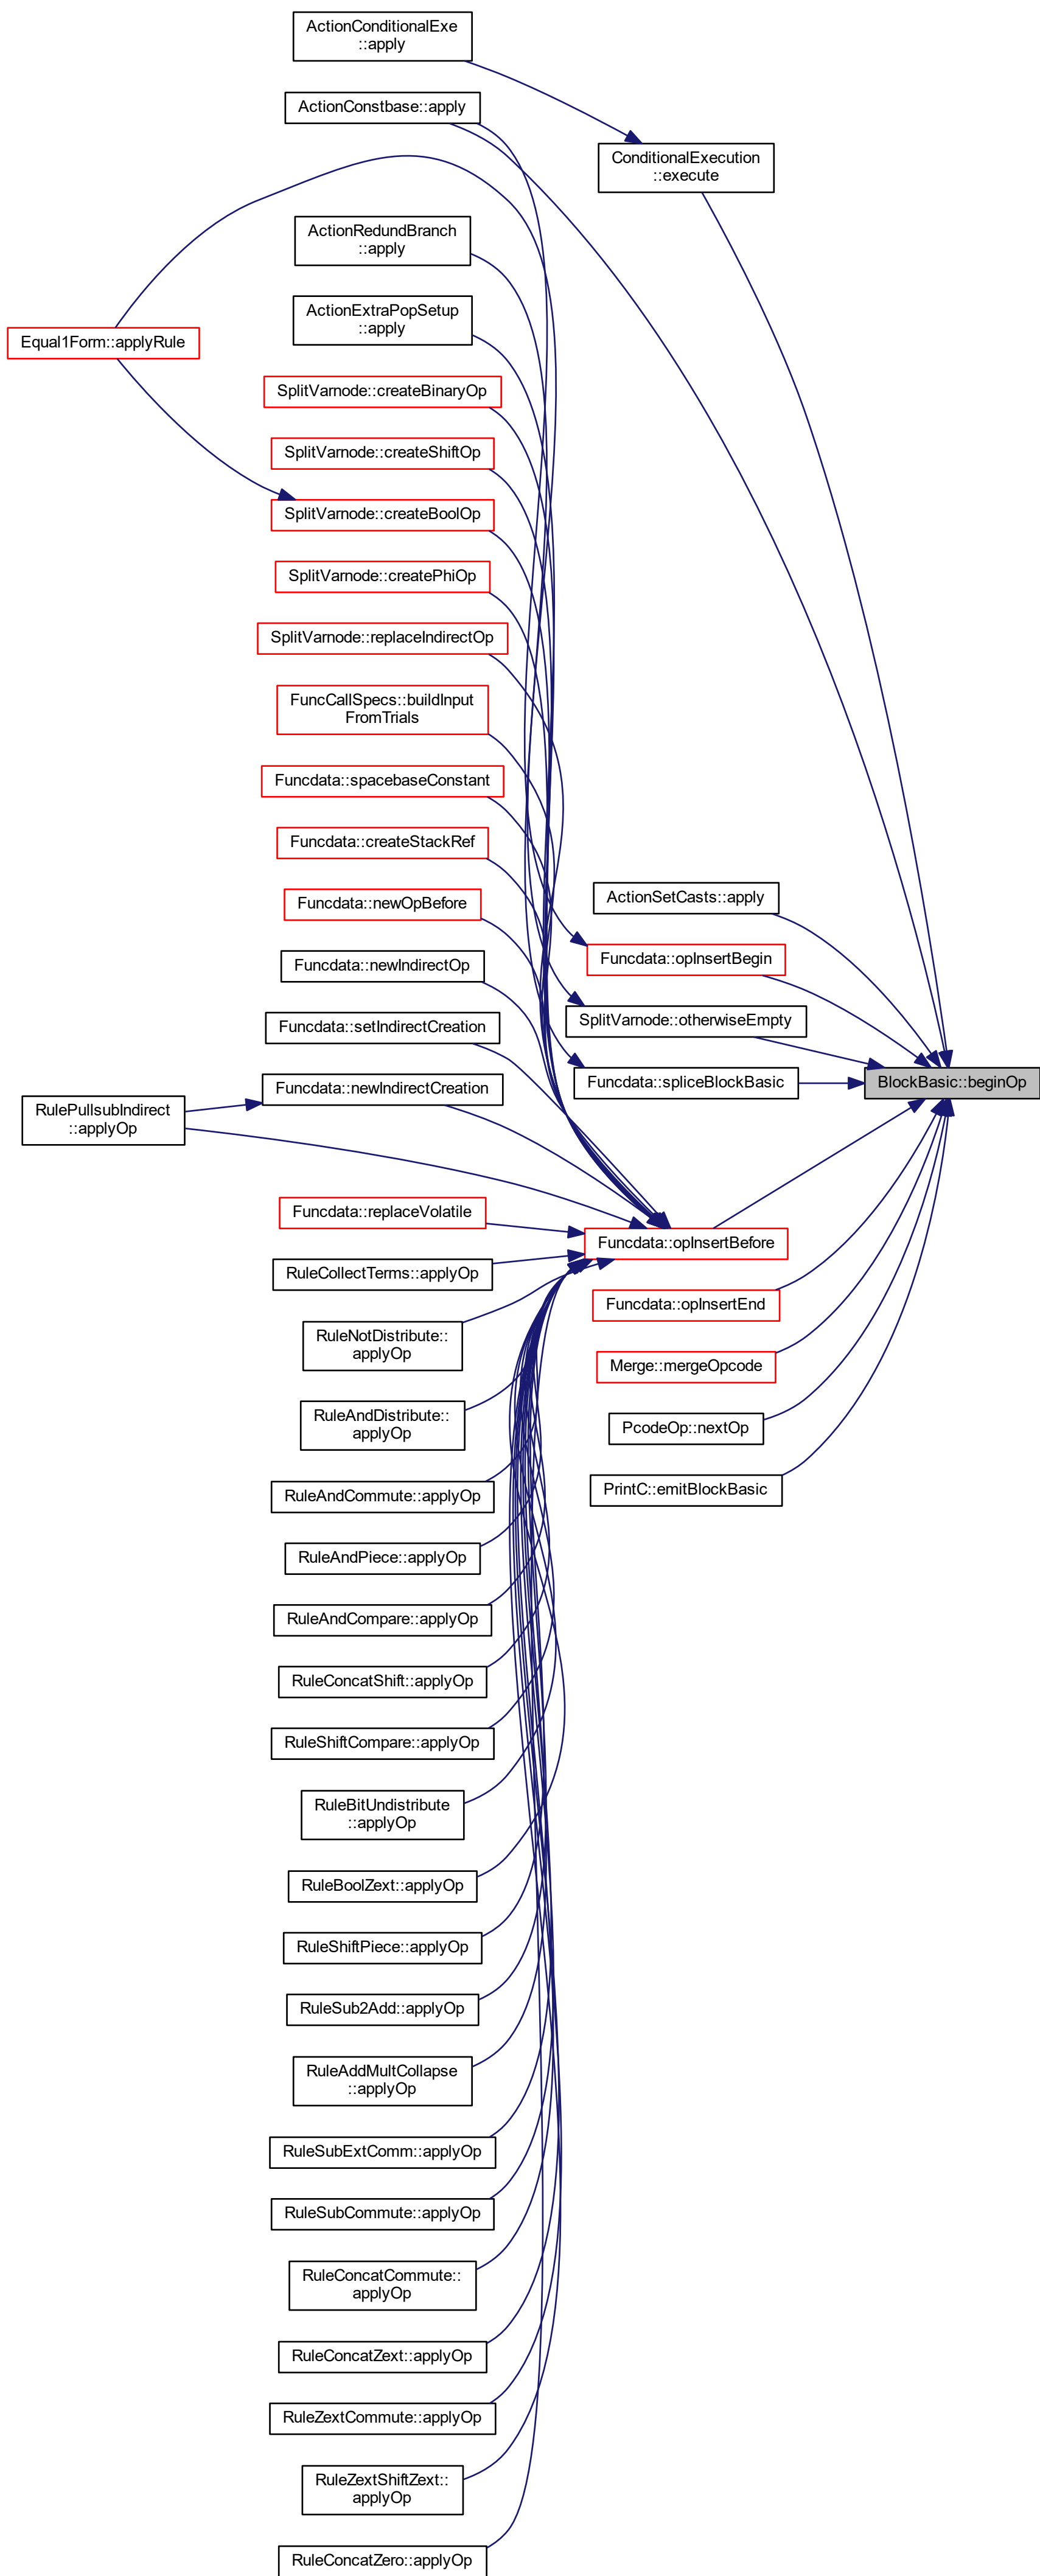 ActionConditionalExe
::apply
ActionConstbase::apply
ConditionalExecution
::execute
ActionRedundBranch
::apply
ActionExtraPopSetup
::apply
Equal1Form::applyRule
SplitVarnode::createBinaryOp
SplitVarnode::createShiftOp
SplitVarnode::createBoolOp
SplitVarnode::createPhiOp
SplitVarnode::replaceIndirectOp
FuncCallSpecs::buildInput
FromTrials
Funcdata::spacebaseConstant
Funcdata::createStackRef
Funcdata::newOpBefore
Funcdata::newIndirectOp
Funcdata::setIndirectCreation
Funcdata::newIndirectCreation
RulePullsubIndirect
::applyOp
ActionSetCasts::apply
Funcdata::opInsertBegin
SplitVarnode::otherwiseEmpty
Funcdata::spliceBlockBasic
BlockBasic::beginOp
Funcdata::opInsertBefore
Funcdata::opInsertEnd
Merge::mergeOpcode
PcodeOp::nextOp
PrintC::emitBlockBasic
Funcdata::replaceVolatile
RuleCollectTerms::applyOp
RuleNotDistribute::
applyOp
RuleAndDistribute::
applyOp
RuleAndCommute::applyOp
RuleAndPiece::applyOp
RuleAndCompare::applyOp
RuleConcatShift::applyOp
RuleShiftCompare::applyOp
RuleBitUndistribute
::applyOp
RuleBoolZext::applyOp
RuleShiftPiece::applyOp
RuleSub2Add::applyOp
RuleAddMultCollapse
::applyOp
RuleSubExtComm::applyOp
RuleSubCommute::applyOp
RuleConcatCommute::
applyOp
RuleConcatZext::applyOp
RuleZextCommute::applyOp
RuleZextShiftZext::
applyOp
RuleConcatZero::applyOp